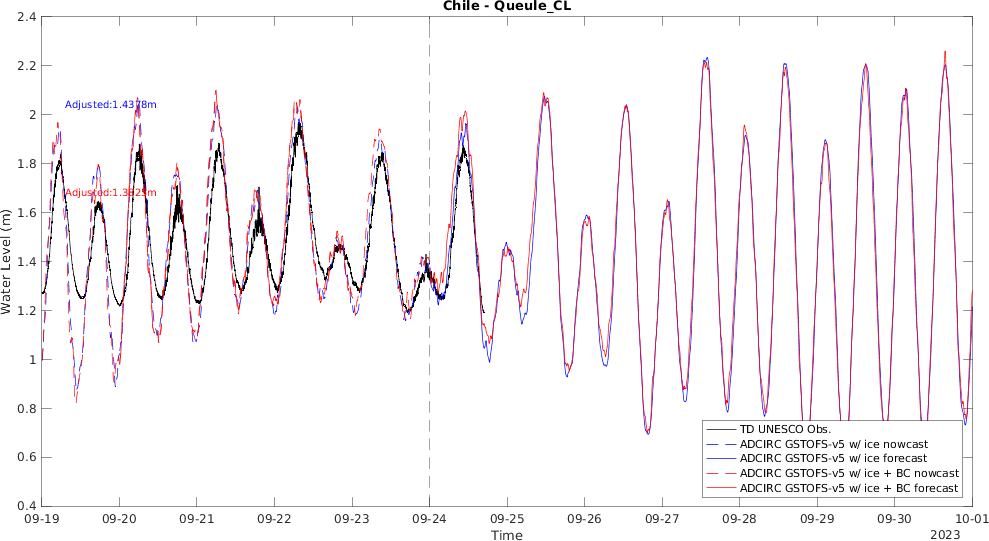 Chile - Queule_CL
2.4
2.2
2
1.8
1.6
1.4
1.2
1
0.8
0.6
0.4
Water Level (m)
Adjusted:1.4378m
TD UNESCO Obs.
ADCIRC GSTOFS-v5 w/ ice nowcast
ADCIRC GSTOFS-v5 w/ ice forecast
ADCIRC GSTOFS-v5 w/ ice + BC nowcast
ADCIRC GSTOFS-v5 w/ ice + BC forecast
09-19 09-20 09-21 09-22 09-23 09-24 09-25 09-26 09-27 09-28 09-29 09-30 10-01
2023
Time